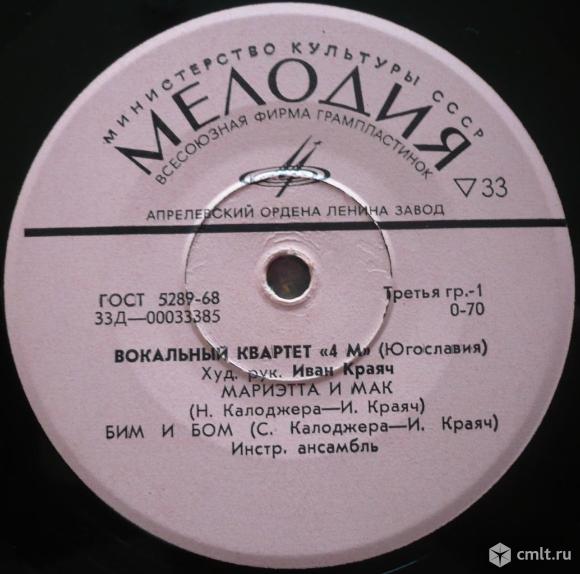 МИНИСТЕРСТВО КУЛЬТУРЫ СССР
МЕЛОДИЯ
ВСЕСОЮЗНАЯ ФИРМА ГРАМПЛАСТИНОК
▽33
АПРЕЛЕВСКИЙ ОРДЕНА ЛЕНИНА ЗАВОД
ГОСТ 5289-68
33Д—00033385
Третья гр.-1
0-70
ВОКАЛЬНЫЙ КВАРТЕТ «4 М» (Югославия)
Худ. рук. Иван Краяч
МАРИЭТТА И МАК
(Н. Калоджера—И. Краяч)
БИМ И БОМ (С. Калоджера—И. Краяч)
Инстр. ансамбль
cmlt.ru